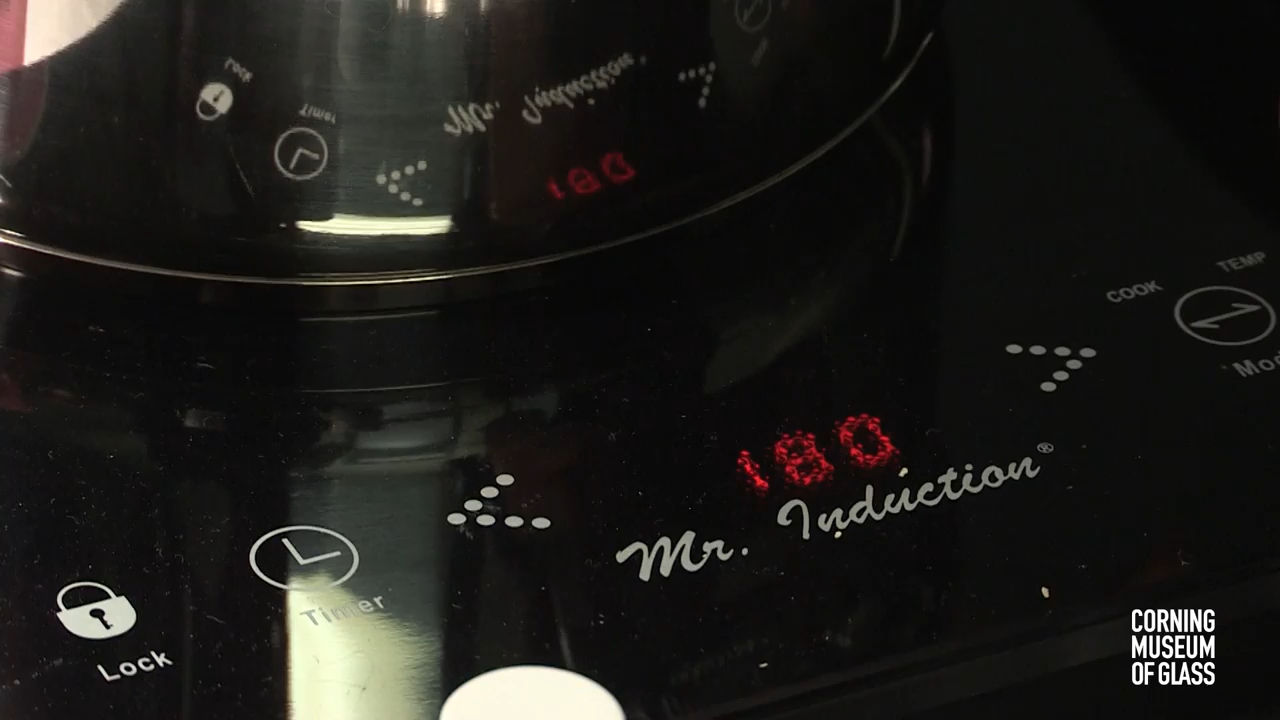 TEMP
COOK
Mode
180
Mr. Induction®
Timer
Lock
CORNING
MUSEUM
OF GLASS